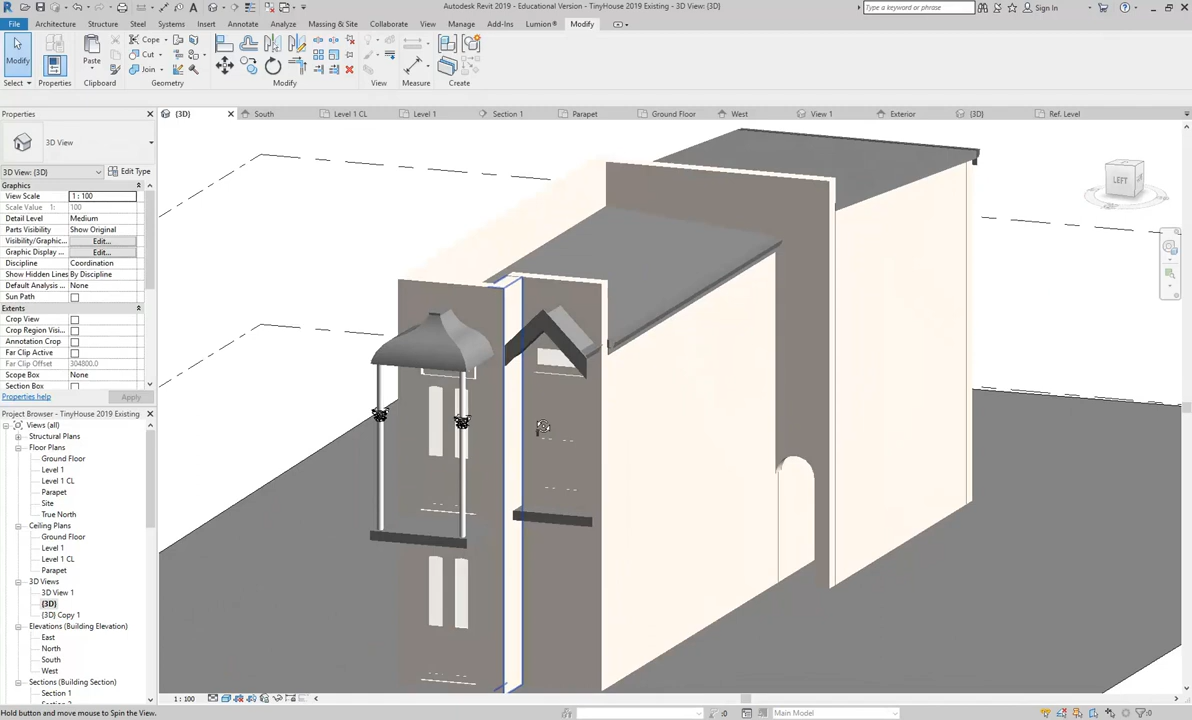 Autodesk Revit 2019 - Educational Version - TinyHouse 2019 Existing - 3D View: {3D}
Type a keyword or phrase
Sign In
File Architecture Structure Steel Systems Insert Annotate Analyze Massing & Site Collaborate View Manage Add-Ins Lumion® Modify
Cope
Cut
Join
Modify
Paste
Select Properties Clipboard Geometry Modify View Measure Create
Properties
{3D} South Level 1 CL Level 1 Section 1 Parapet Ground Floor West View 1 Exterior {3D} Ref. Level
3D View
3D View: {3D} Edit Type
Graphics
View Scale 1 : 100
Scale Value 1: 100
Detail Level Medium
Parts Visibility Show Original
Visibility/Graphic... Edit...
Graphic Display ... Edit...
Discipline Coordination
Show Hidden Lines By Discipline
Default Analysis ... None
Sun Path
Extents
Crop View
Crop Region Visi...
Annotation Crop
Far Clip Active
Far Clip Offset 304800.0
Scope Box None
Section Box
Properties help Apply
LEFT
Project Browser - TinyHouse 2019 Existing
Views (all)
Structural Plans
Floor Plans
Ground Floor
Level 1
Level 1 CL
Parapet
Site
True North
Ceiling Plans
Ground Floor
Level 1
Level 1 CL
Parapet
3D Views
3D View 1
{3D}
{3D} Copy 1
Elevations (Building Elevation)
East
North
South
West
Sections (Building Section)
Section 1
1 : 100
Hold button and move mouse to Spin the View.
:0
Main Model
:0